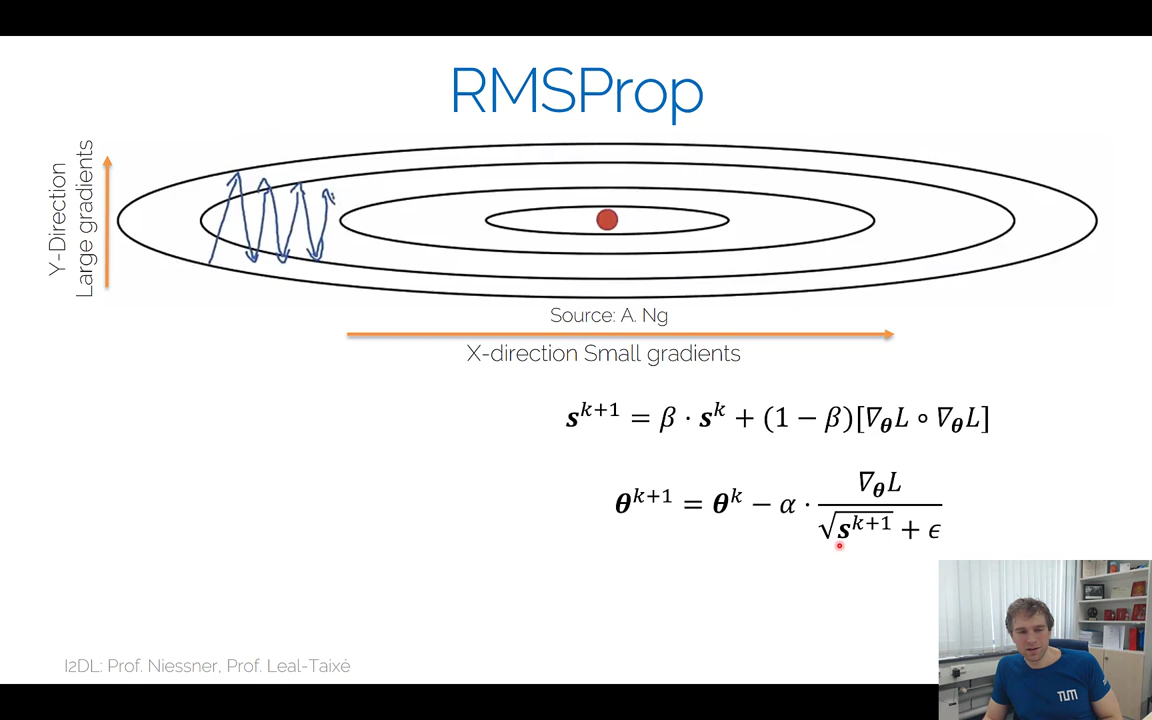 RMSProp
Y-Direction
Large gradients
Source: A. Ng
X-direction Small gradients
𝒔^{k+1} = β · 𝒔^k + (1 − β)[∇_𝜽L ∘ ∇_𝜽L]
𝜽^{k+1} = 𝜽^k − α · ∇_𝜽L / (√𝒔^{k+1} + ϵ)
I2DL: Prof. Niessner, Prof. Leal-Taixé
TUM